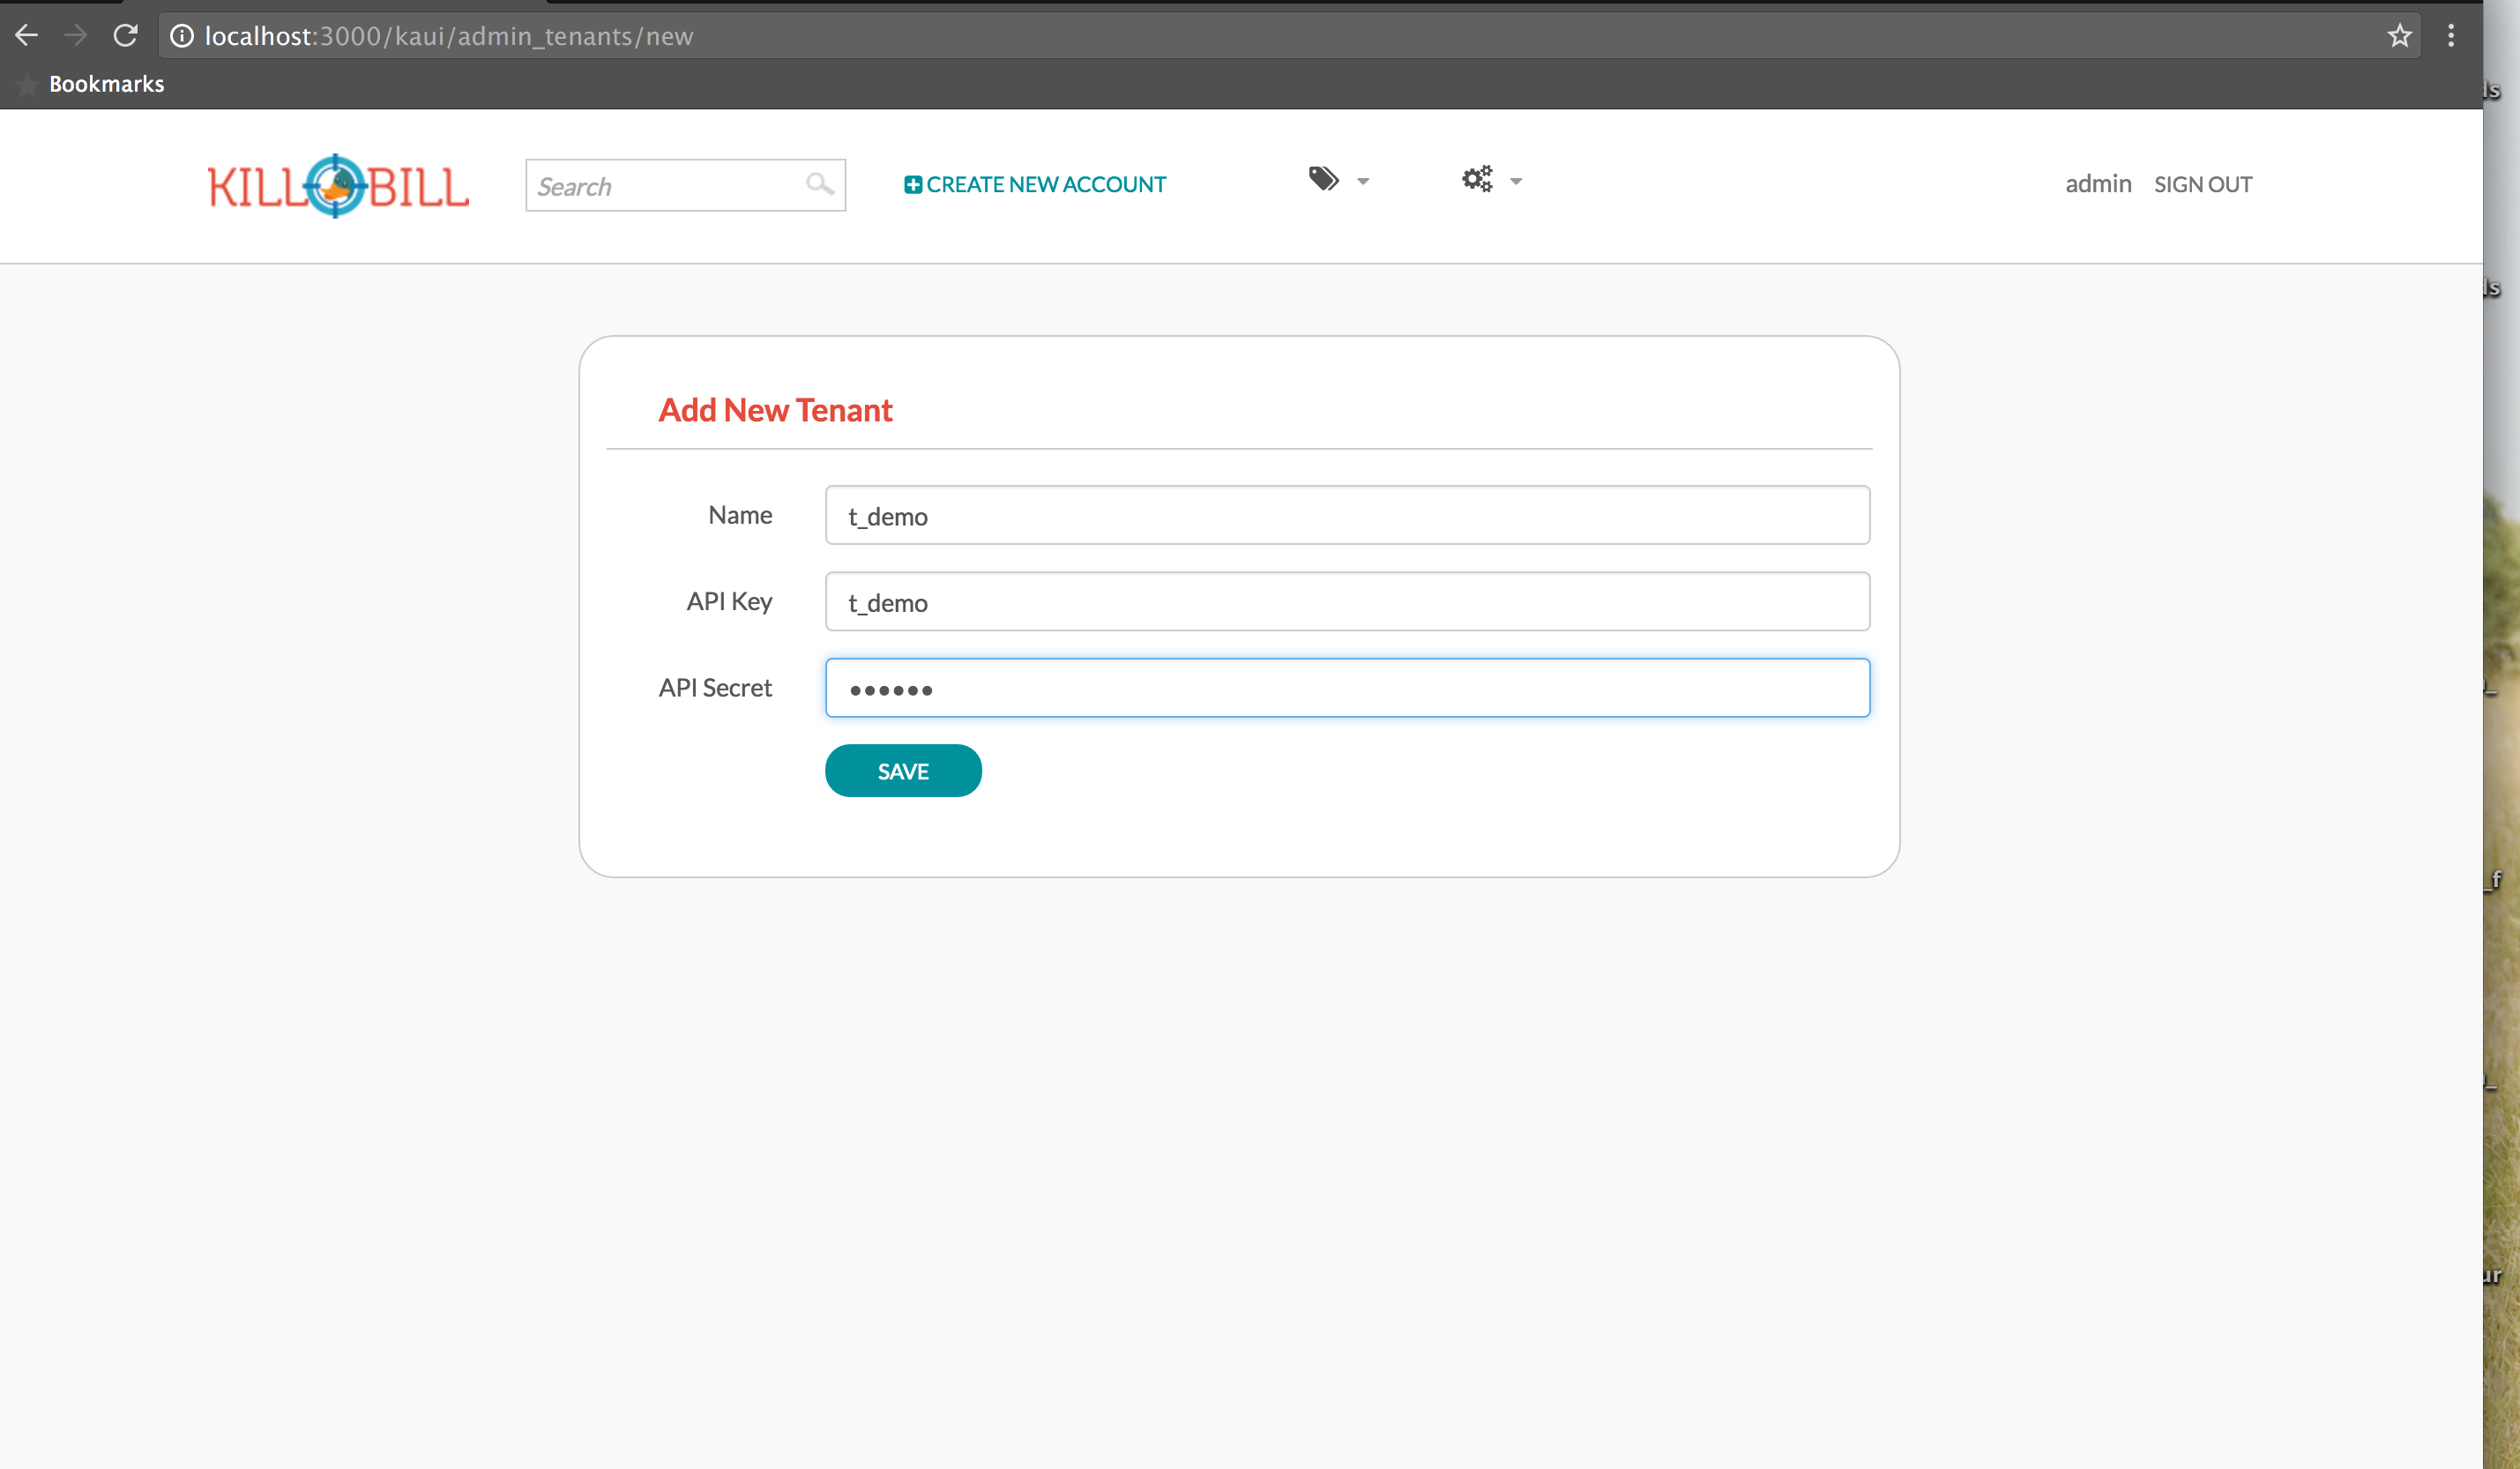 localhost:3000/kaui/admin_tenants/new
Bookmarks
KILL BILL
Search
CREATE NEW ACCOUNT
admin SIGN OUT
Add New Tenant
Name
t_demo
API Key
t_demo
API Secret
••••••
SAVE